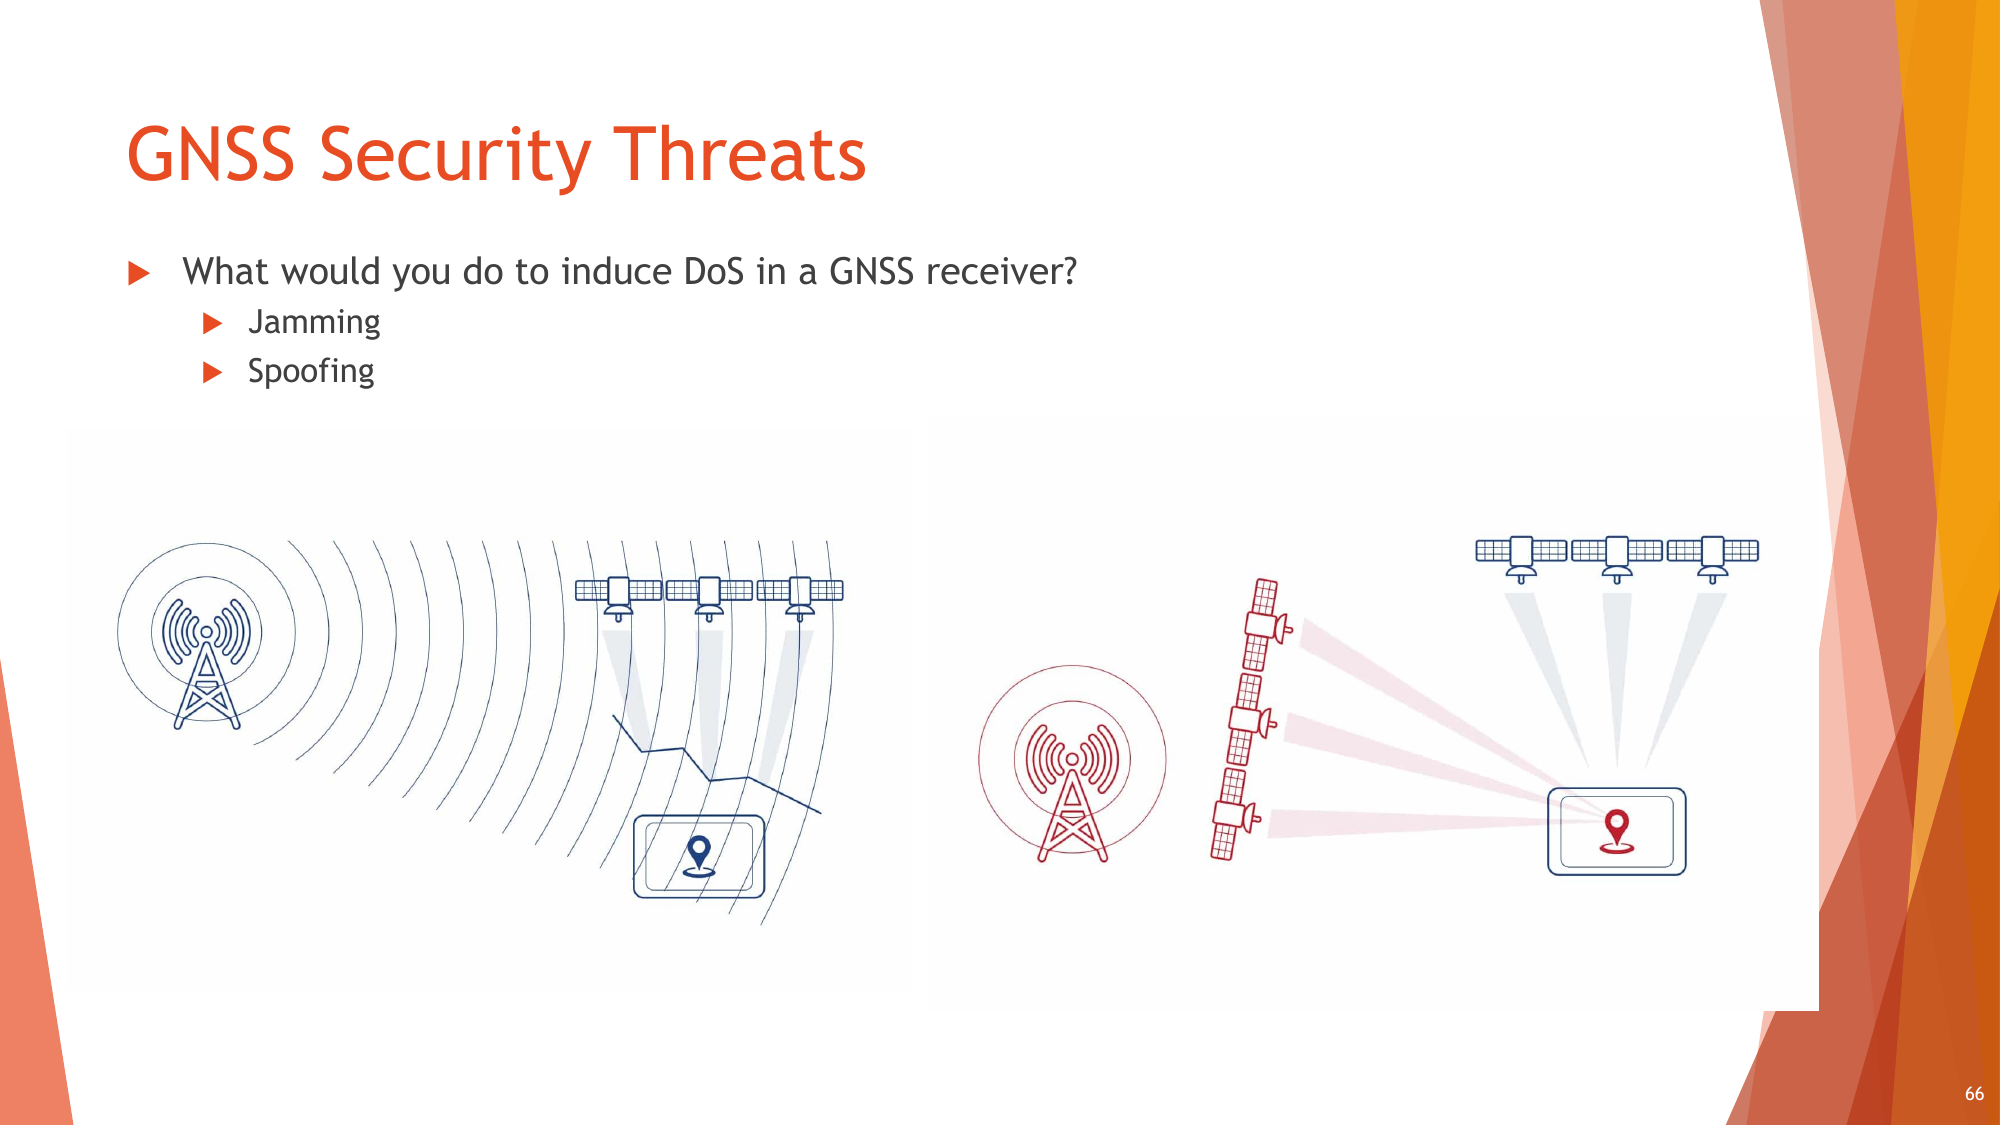 GNSS Security Threats
What would you do to induce DoS in a GNSS receiver?
Jamming
Spoofing
66